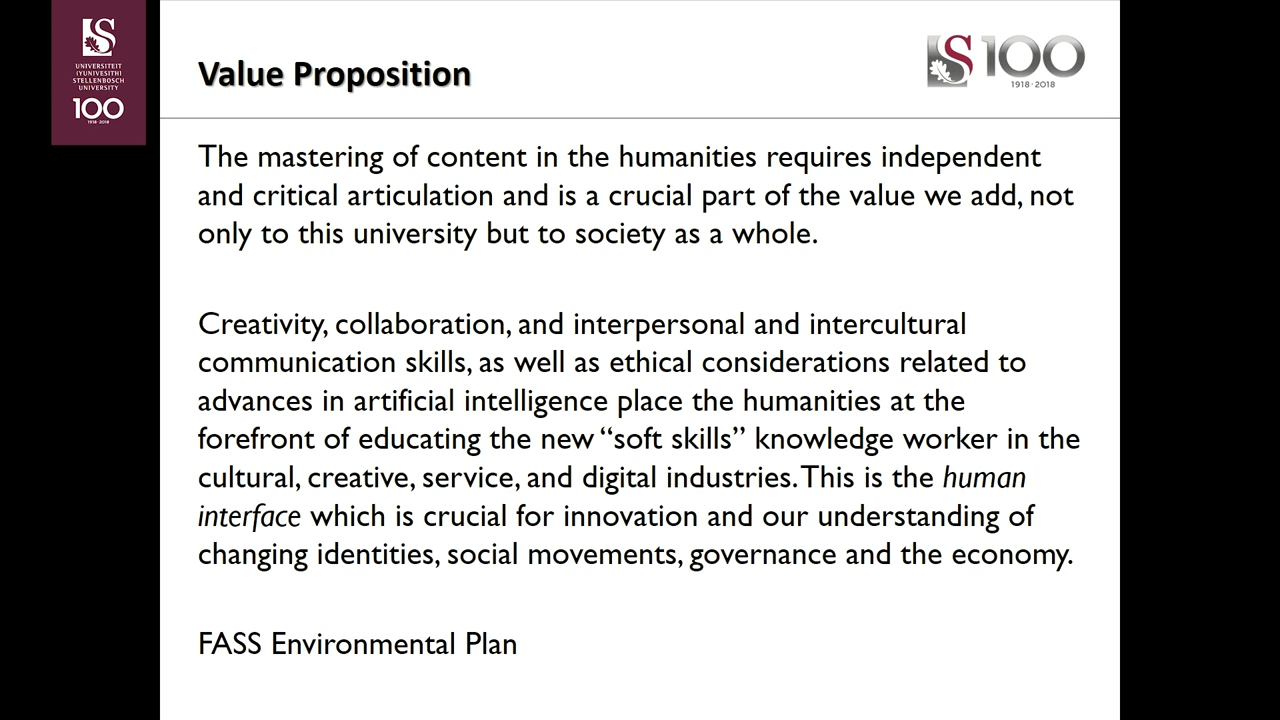 UNIVERSITEIT
IYUNIVESITHI
STELLENBOSCH
UNIVERSITY
100
1918·2018
Value Proposition
S100
1918·2018
The mastering of content in the humanities requires independent
and critical articulation and is a crucial part of the value we add, not
only to this university but to society as a whole.
Creativity, collaboration, and interpersonal and intercultural
communication skills, as well as ethical considerations related to
advances in artificial intelligence place the humanities at the
forefront of educating the new “soft skills” knowledge worker in the
cultural, creative, service, and digital industries. This is the human
interface which is crucial for innovation and our understanding of
changing identities, social movements, governance and the economy.
FASS Environmental Plan